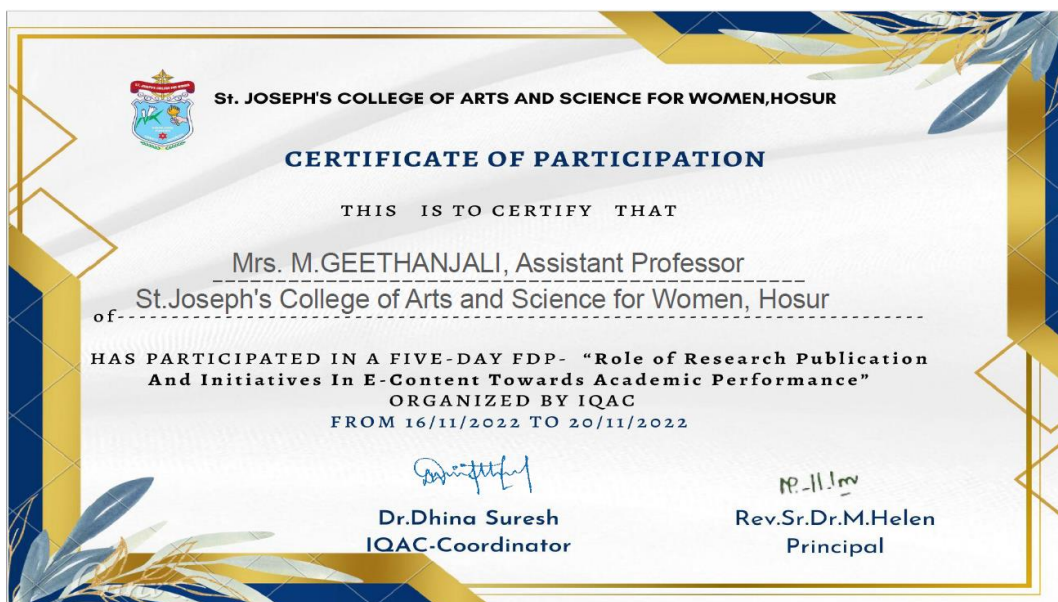 St. JOSEPH'S COLLEGE OF ARTS AND SCIENCE FOR WOMEN,HOSUR
CERTIFICATE OF PARTICIPATION
THIS IS TO CERTIFY THAT
Mrs. M.GEETHANJALI, Assistant Professor
of St.Joseph's College of Arts and Science for Women, Hosur
HAS PARTICIPATED IN A FIVE-DAY FDP- “Role of Research Publication
And Initiatives In E-Content Towards Academic Performance”
ORGANIZED BY IQAC
FROM 16/11/2022 TO 20/11/2022
Dr.Dhina Suresh
IQAC-Coordinator
Rev.Sr.Dr.M.Helen
Principal